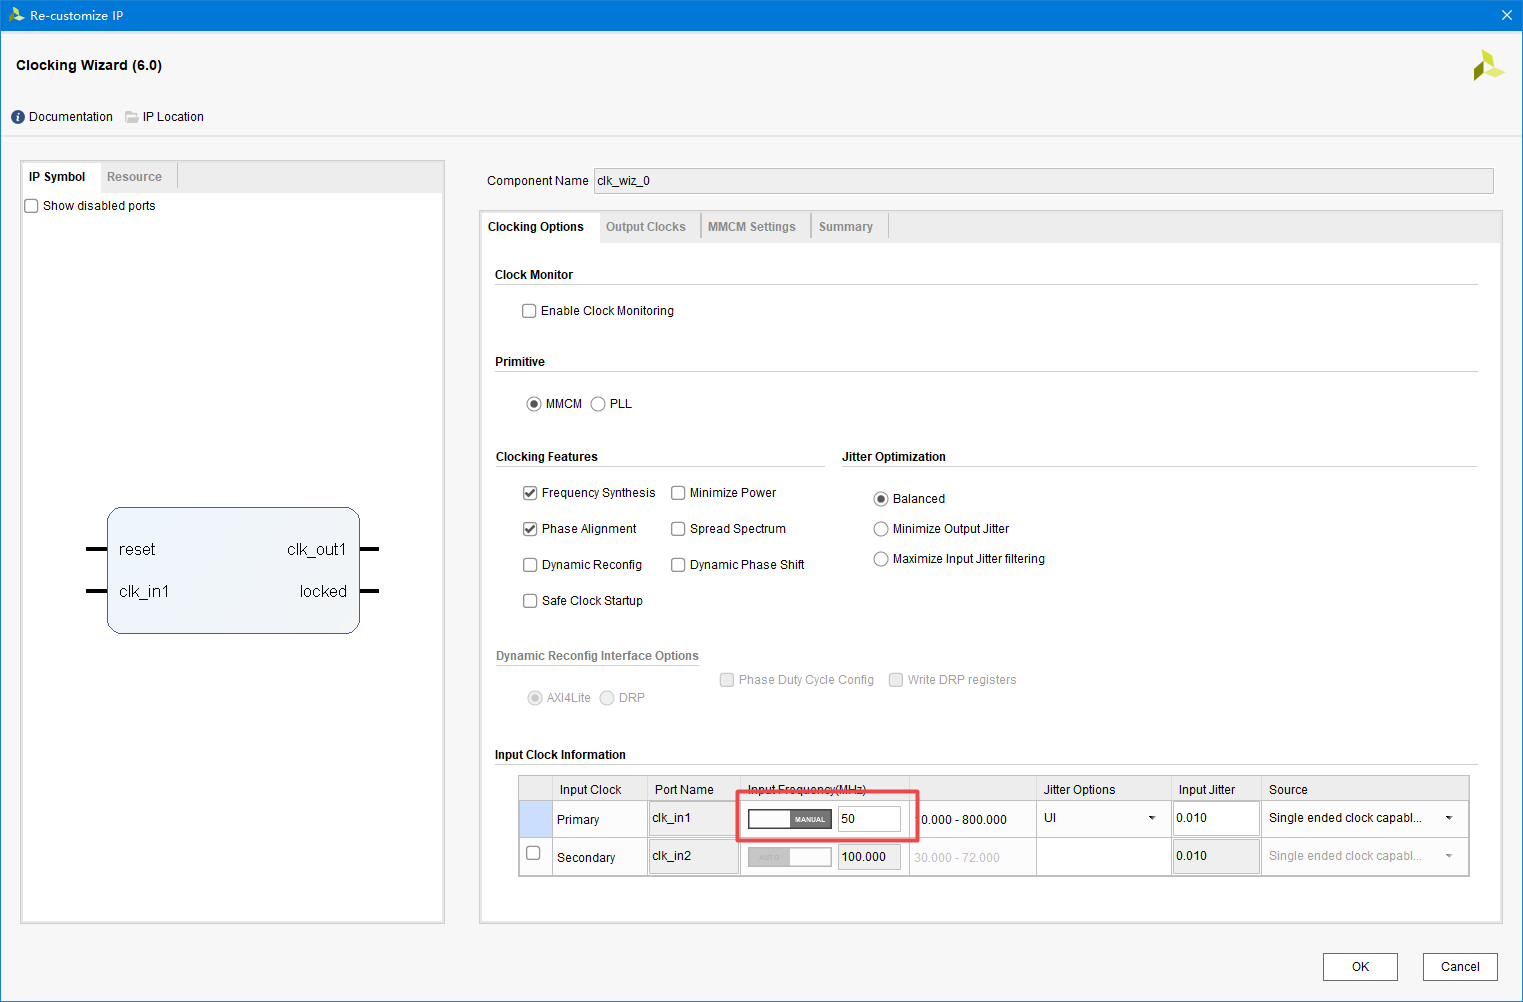 Re-customize IP
Clocking Wizard (6.0)
Documentation IP Location
IP Symbol Resource
Show disabled ports
reset clk_out1
clk_in1 locked
Component Name clk_wiz_0
Clocking Options Output Clocks MMCM Settings Summary
Clock Monitor
Enable Clock Monitoring
Primitive
MMCM PLL
Clocking Features Jitter Optimization
Frequency Synthesis Minimize Power Balanced
Phase Alignment Spread Spectrum Minimize Output Jitter
Dynamic Reconfig Dynamic Phase Shift Maximize Input Jitter filtering
Safe Clock Startup
Dynamic Reconfig Interface Options
Phase Duty Cycle Config Write DRP registers
AXI4Lite DRP
Input Clock Information
Input Clock Port Name Input Frequency(MHz) Jitter Options Input Jitter Source
Primary clk_in1 MANUAL 50 0.000 - 800.000 UI 0.010 Single ended clock capabl...
Secondary clk_in2 AUTO 100.000 30.000 - 72.000 0.010 Single ended clock capabl...
OK Cancel